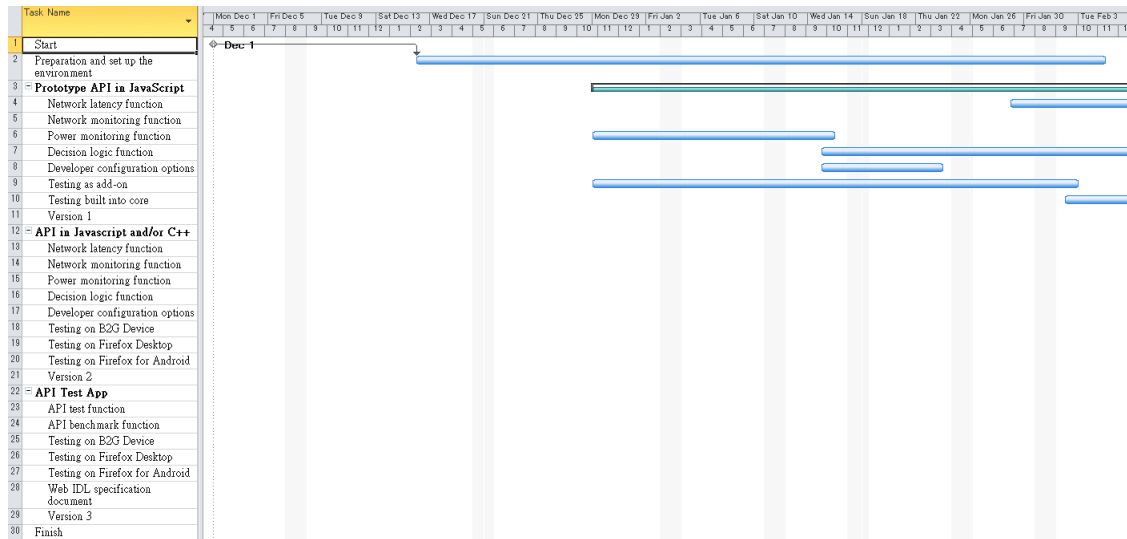 Task Name
Mon Dec 1 Fri Dec 5 Tue Dec 9 Sat Dec 13 Wed Dec 17 Sun Dec 21 Thu Dec 25 Mon Dec 29 Fri Jan 2 Tue Jan 6 Sat Jan 10 Wed Jan 14 Sun Jan 18 Thu Jan 22 Mon Jan 26 Fri Jan 30 Tue Feb 3
4 5 6 7 8 9 10 11 12 1 2 3 4 5 6 7 8 9 10 11 12 1 2 3 4 5 6 7 8 9 10 11 12 1 2 3 4 5 6 7 8 9 10 11 1
1 Start Dec 1
2 Preparation and set up the
environment
3 Prototype API in JavaScript
4 Network latency function
5 Network monitoring function
6 Power monitoring function
7 Decision logic function
8 Developer configuration options
9 Testing as add-on
10 Testing built into core
11 Version 1
12 API in Javascript and/or C++
13 Network latency function
14 Network monitoring function
15 Power monitoring function
16 Decision logic function
17 Developer configuration options
18 Testing on B2G Device
19 Testing on Firefox Desktop
20 Testing on Firefox for Android
21 Version 2
22 API Test App
23 API test function
24 API benchmark function
25 Testing on B2G Device
26 Testing on Firefox Desktop
27 Testing on Firefox for Android
28 Web IDL specification
document
29 Version 3
30 Finish